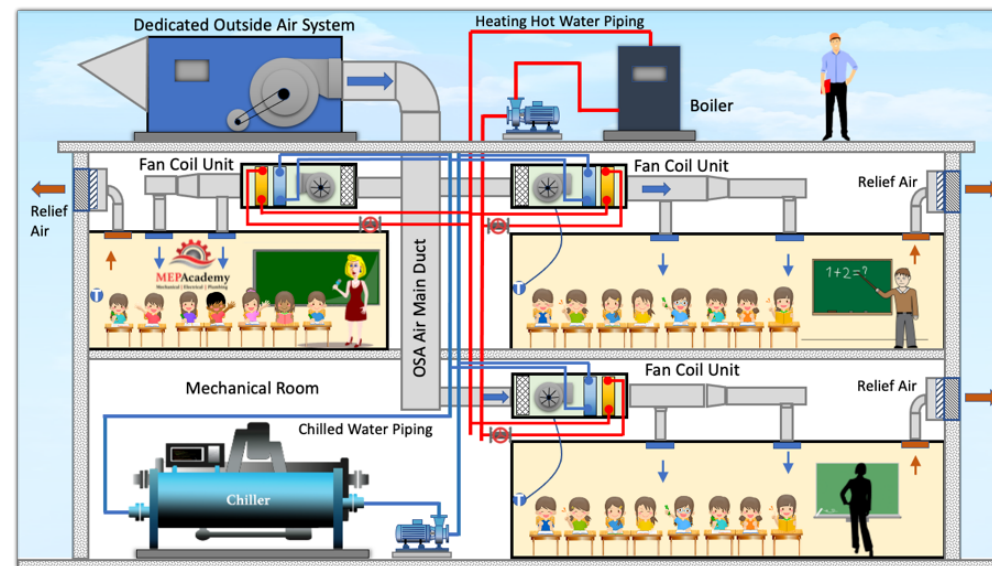 Dedicated Outside Air System
Heating Hot Water Piping
Boiler
Fan Coil Unit
Fan Coil Unit
Relief Air
Relief
Air
MEPAcademy
Mechanical | Electrical | Plumbing
OSA Air Main Duct
1+2=?
T
Mechanical Room
Fan Coil Unit
Relief Air
Chilled Water Piping
Chiller